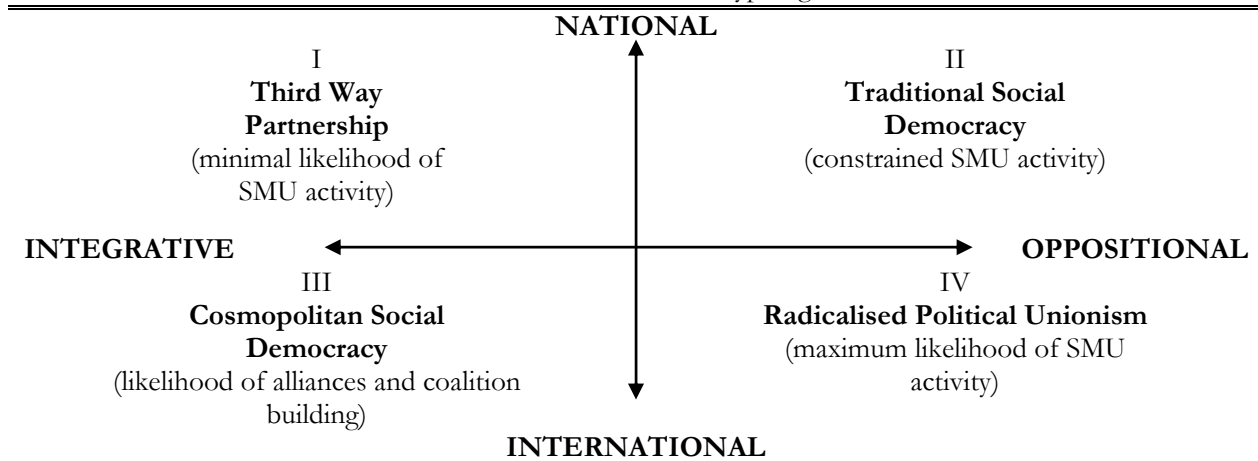 NATIONAL
I
Third Way
Partnership
(minimal likelihood of
SMU activity)
II
Traditional Social
Democracy
(constrained SMU activity)
INTEGRATIVE
OPPOSITIONAL
III
Cosmopolitan Social
Democracy
(likelihood of alliances and coalition
building)
IV
Radicalised Political Unionism
(maximum likelihood of SMU
activity)
INTERNATIONAL